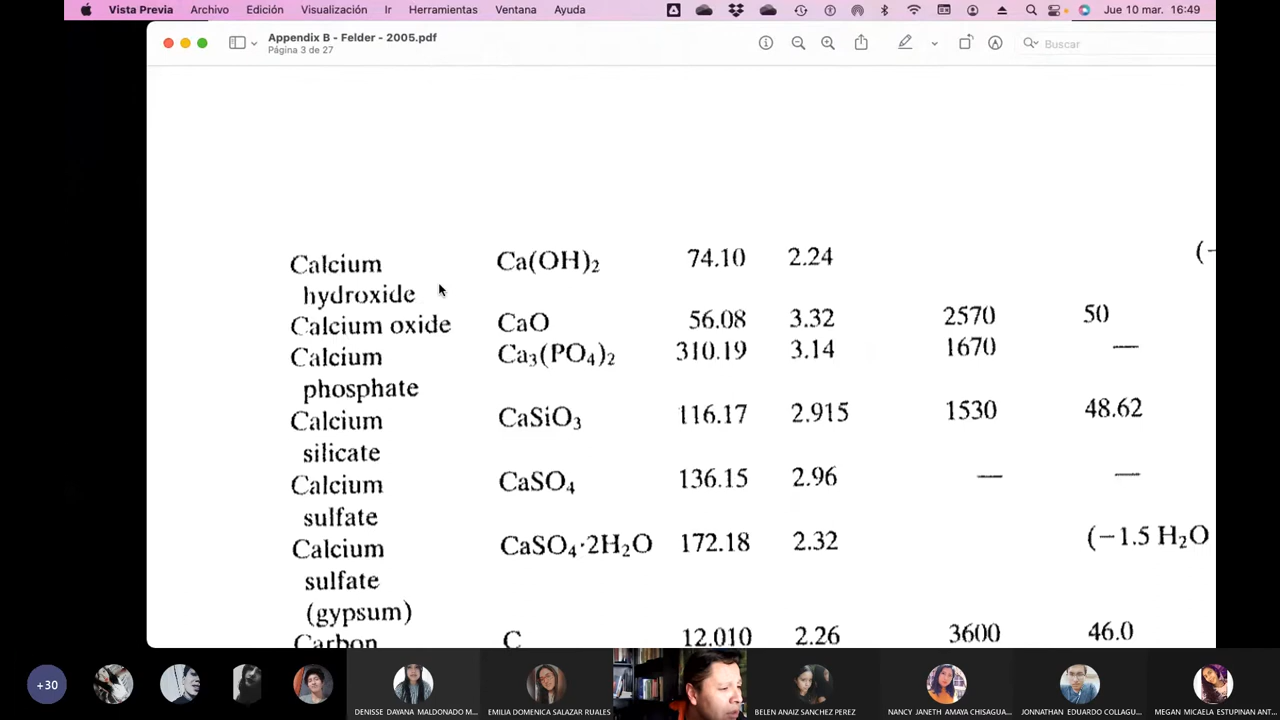 Vista Previa Archivo Edición Visualización Ir Herramientas Ventana Ayuda Jue 10 mar. 16:49
Appendix B - Felder - 2005.pdf
Página 3 de 27
Buscar
Calcium Ca(OH)2 74.10 2.24 (-
hydroxide
Calcium oxide CaO 56.08 3.32 2570 50
Calcium Ca3(PO4)2 310.19 3.14 1670 —
phosphate
Calcium CaSiO3 116.17 2.915 1530 48.62
silicate
Calcium CaSO4 136.15 2.96 — —
sulfate
Calcium CaSO4·2H2O 172.18 2.32 (−1.5 H2O
sulfate
(gypsum)
Carbon C 12.010 2.26 3600 46.0
+30
DENISSE DAYANA MALDONADO M... EMILIA DOMENICA SALAZAR RUALES BELEN ANAIZ SANCHEZ PEREZ NANCY JANETH AMAYA CHISAGUA... JONNATHAN EDUARDO COLLAGU... MEGAN MICAELA ESTUPINAN ANT...